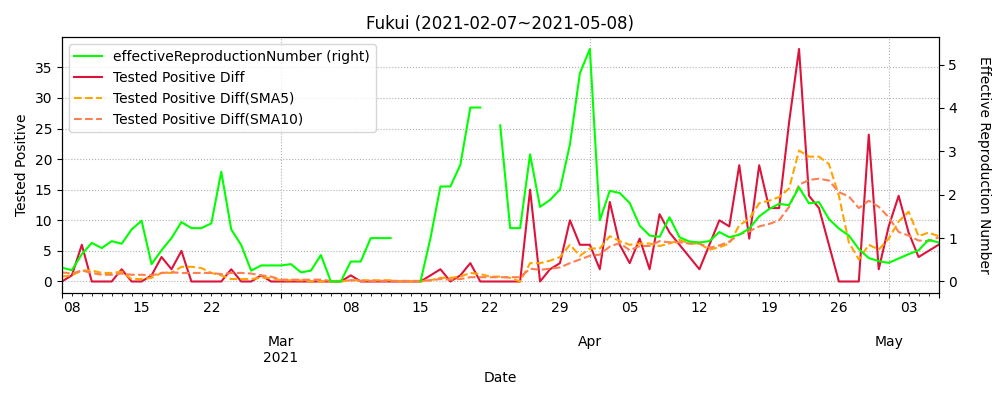 Fukui (2021-02-07~2021-05-08)
effectiveReproductionNumber (right)
Tested Positive Diff
Tested Positive Diff(SMA5)
Tested Positive Diff(SMA10)
Tested Positive
35
30
25
20
15
10
5
0
5
4
3
2
1
0
Effective Reproduction Number
08 15 22 08 15 22 29 05 12 19 26 03
Mar Apr May
2021
Date